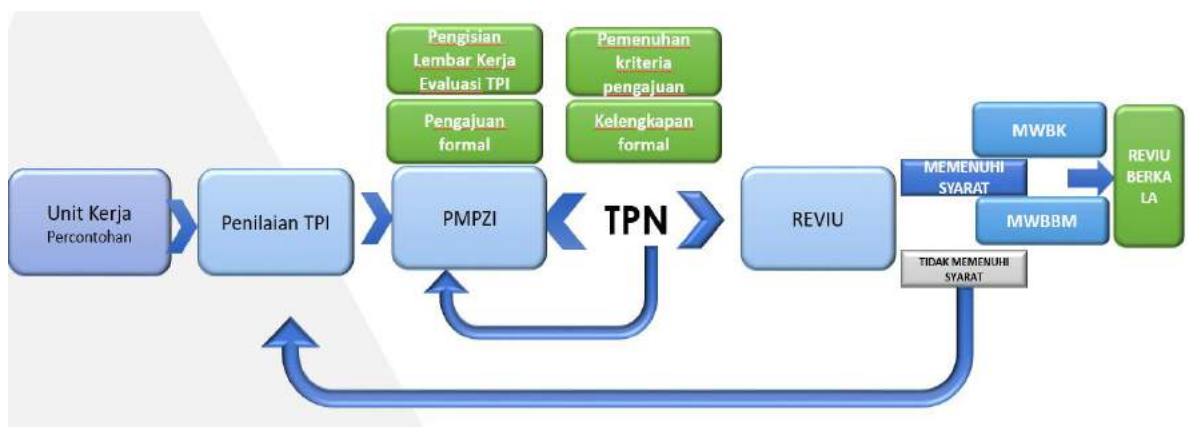 Pengisian
Lembar Kerja
Evaluasi TPI
Pemenuhan
kriteria
pengajuan
Pengajuan
formal
Kelengkapan
formal
MWBK
REVIU
BERKA
LA
MEMENUHI
SYARAT
MWBBM
Unit Kerja
Percontohan
Penilaian TPI
PMPZI
TPN
REVIU
TIDAK MEMENUHI
SYARAT